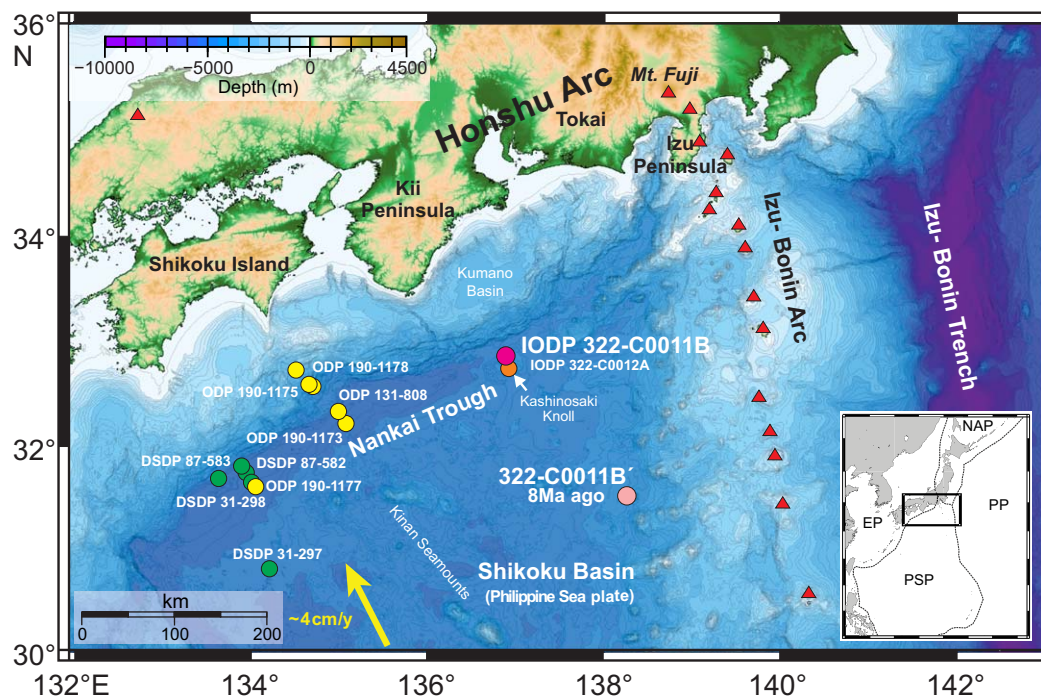 36°
N
34°
32°
30°
132°E
134°
136°
138°
140°
142°
−10000
−5000
0
4500
Depth (m)
Honshu Arc
Mt. Fuji
Tokai
Izu
Peninsula
Kii
Peninsula
Shikoku Island
Kumano
Basin
Izu- Bonin Arc
Izu- Bonin Trench
IODP 322-C0011B
IODP 322-C0012A
Kashinosaki
Knoll
ODP 190-1178
ODP 190-1175
ODP 131-808
ODP 190-1173
Nankai Trough
DSDP 87-583
DSDP 87-582
ODP 190-1177
DSDP 31-298
322-C0011B´
8Ma ago
DSDP 31-297
Kinan Seamounts
Shikoku Basin
(Philippine Sea plate)
km
0
100
200
~4cm/y
NAP
PP
EP
PSP